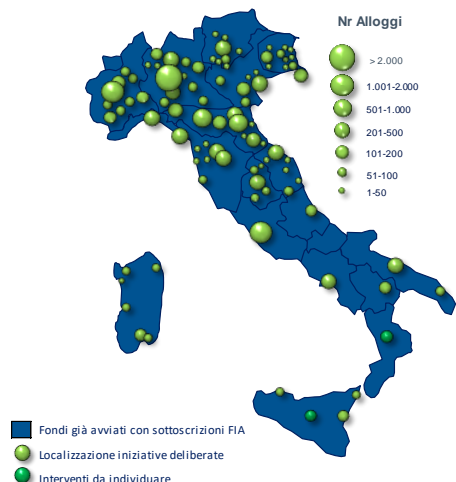 Nr Alloggi
> 2.000
1.001-2.000
501-1.000
201-500
101-200
51-100
1-50
Fondi già avviati con sottoscrizioni FIA
Localizzazione iniziative deliberate
Interventi da individuare